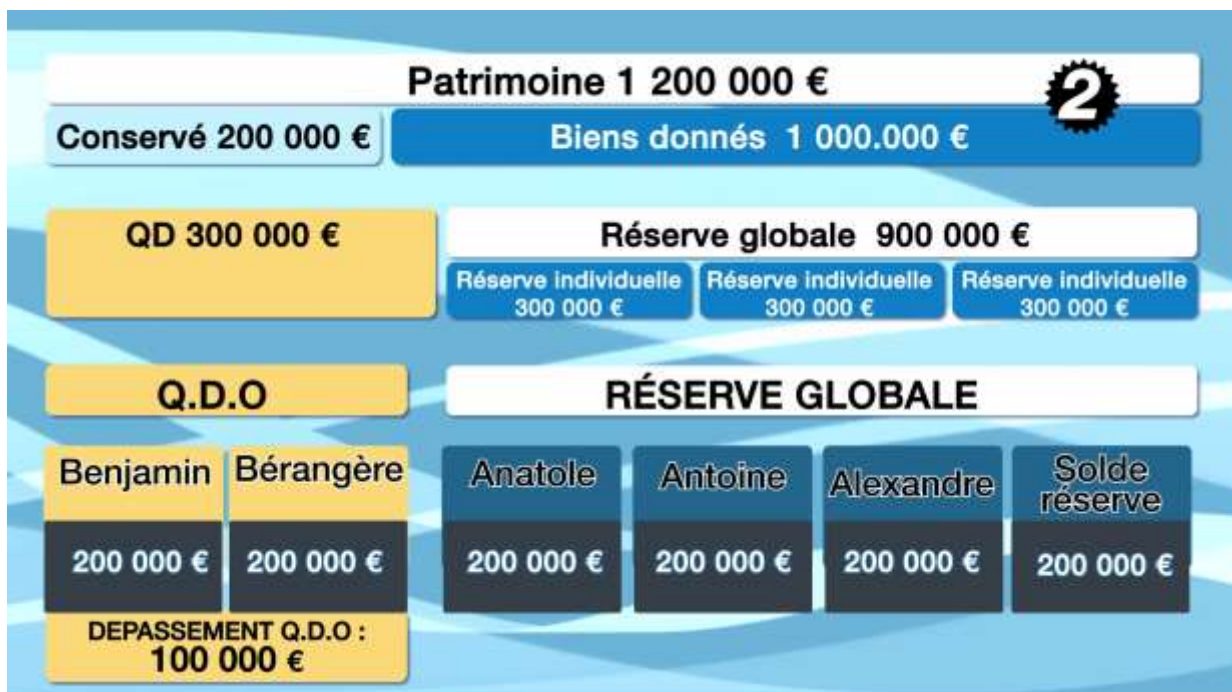 Patrimoine 1 200 000 €
2
Conservé 200 000 €
Biens donnés 1 000.000 €
QD 300 000 €
Réserve globale 900 000 €
Réserve individuelle
300 000 €
Réserve individuelle
300 000 €
Réserve individuelle
300 000 €
Q.D.O
RÉSERVE GLOBALE
Benjamin
Bérangère
Anatole
Antoine
Alexandre
Solde
réserve
200 000 €
200 000 €
200 000 €
200 000 €
200 000 €
200 000 €
DEPASSEMENT Q.D.O :
100 000 €